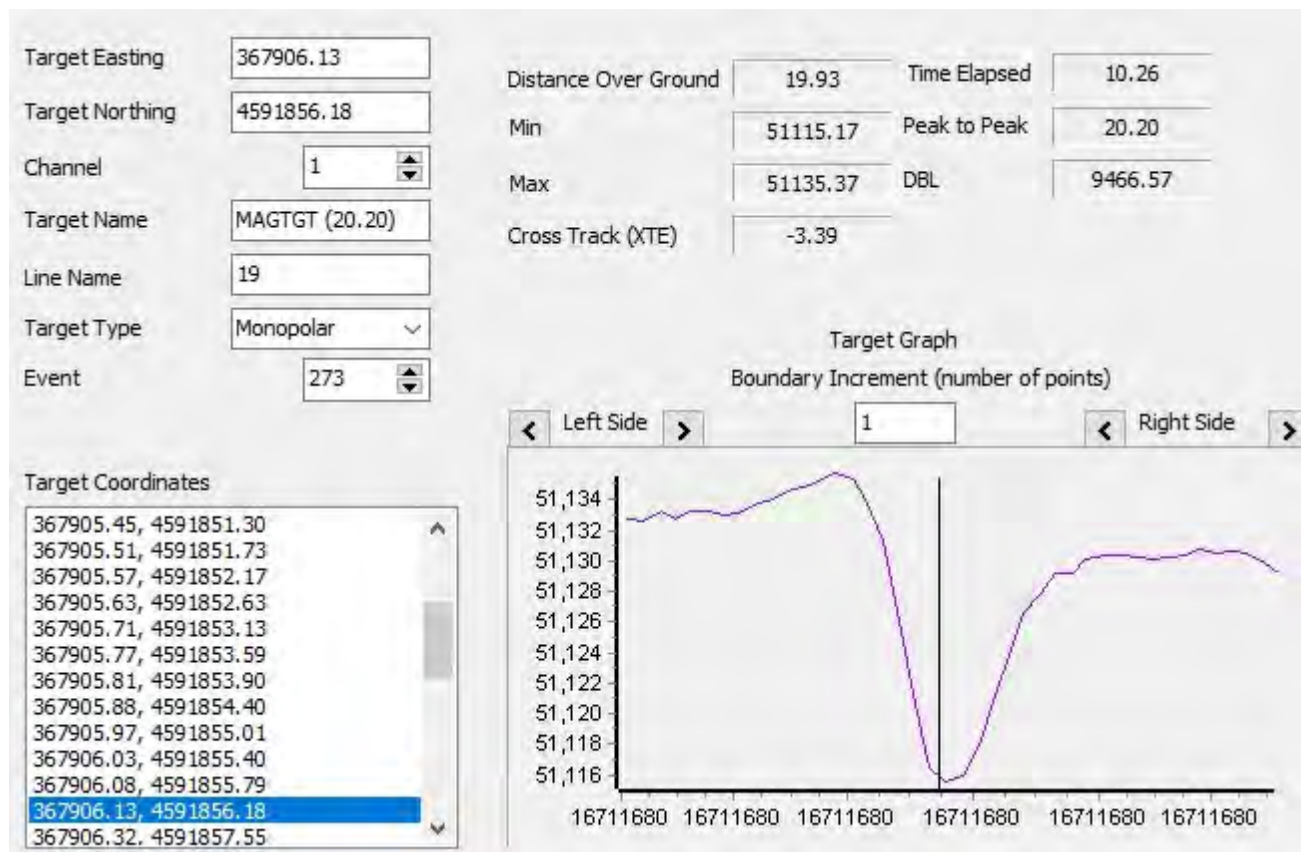 Target Easting 367906.13
Target Northing 4591856.18
Channel 1
Target Name MAGTGT (20.20)
Line Name 19
Target Type Monopolar
Event 273
Distance Over Ground 19.93 Time Elapsed 10.26
Min 51115.17 Peak to Peak 20.20
Max 51135.37 DBL 9466.57
Cross Track (XTE) -3.39
Target Coordinates
367905.45, 4591851.30
367905.51, 4591851.73
367905.57, 4591852.17
367905.63, 4591852.63
367905.71, 4591853.13
367905.77, 4591853.59
367905.81, 4591853.90
367905.88, 4591854.40
367905.97, 4591855.01
367906.03, 4591855.40
367906.08, 4591855.79
367906.13, 4591856.18
367906.32, 4591857.55
Target Graph
Boundary Increment (number of points)
< Left Side > 1 < Right Side >
51,134
51,132
51,130
51,128
51,126
51,124
51,122
51,120
51,118
51,116
16711680 16711680 16711680 16711680 16711680 16711680